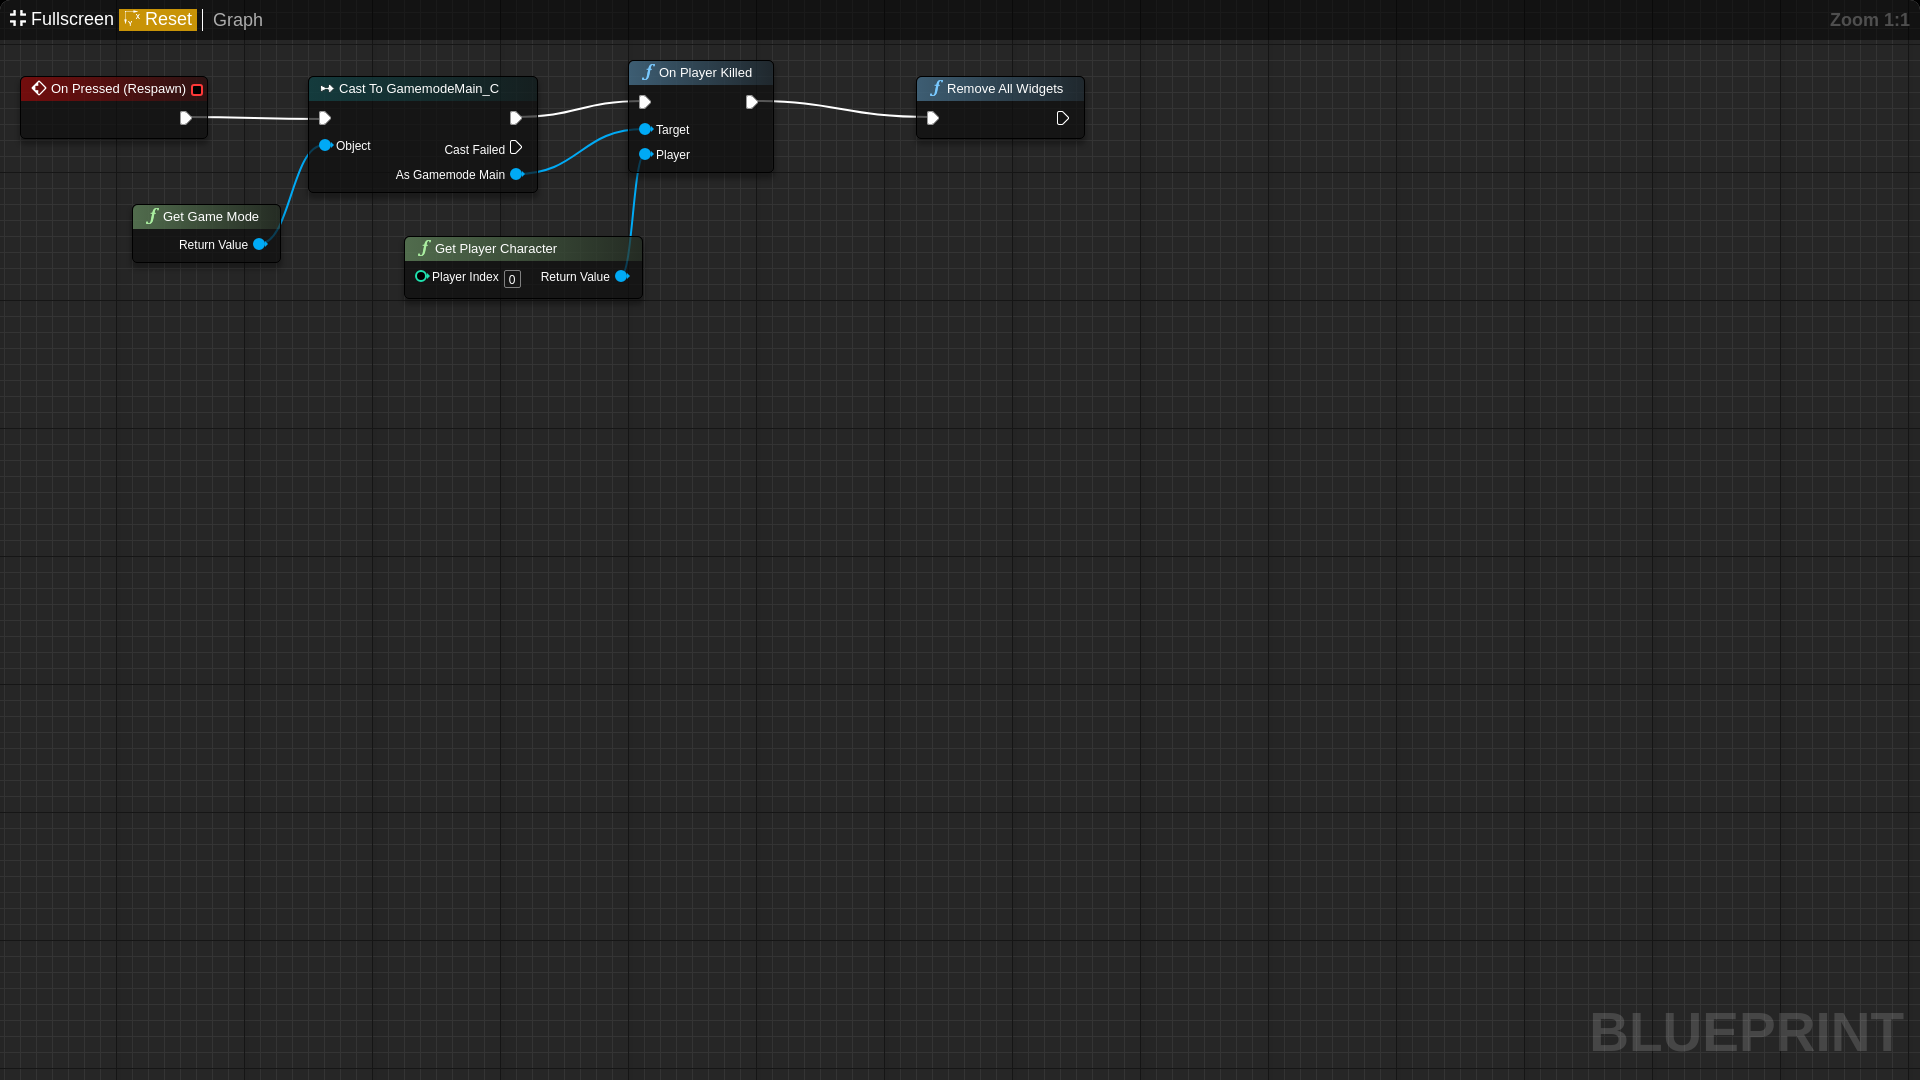 Fullscreen Reset Graph Zoom 1:1
On Pressed (Respawn)
Cast To GamemodeMain_C
Object
Cast Failed
As Gamemode Main
On Player Killed
Target
Player
Remove All Widgets
Get Game Mode
Return Value
Get Player Character
Player Index 0 Return Value
BLUEPRINT